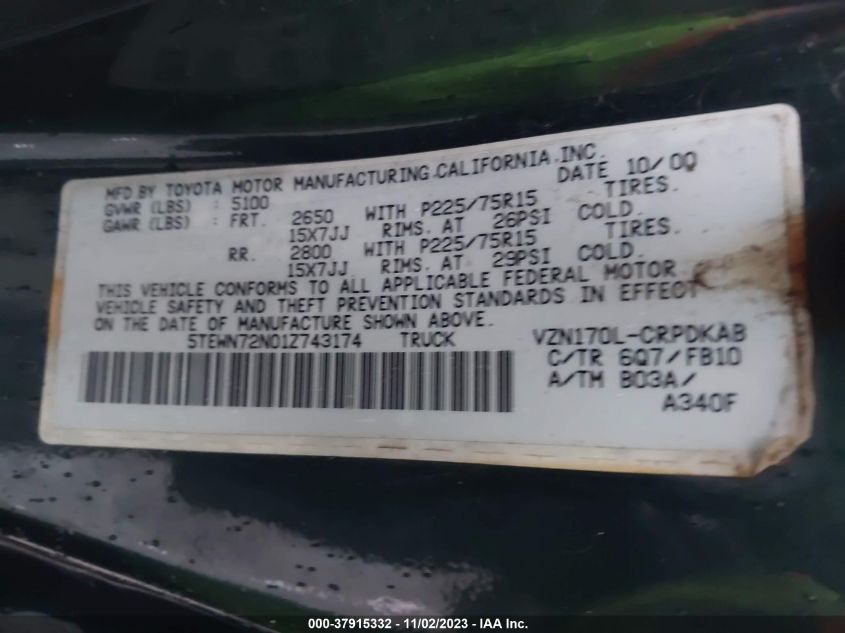 MFD BY TOYOTA MOTOR MANUFACTURING CALIFORNIA INC.
GVWR (LBS) : 5100 DATE 10/00
GAWR (LBS) : FRT. 2650 WITH P225/75R15 TIRES.
15X7JJ RIMS. AT 26PSI COLD.
RR. 2800 WITH P225/75R15 TIRES.
15X7JJ RIMS. AT 29PSI COLD.
THIS VEHICLE CONFORMS TO ALL APPLICABLE FEDERAL MOTOR
VEHICLE SAFETY AND THEFT PREVENTION STANDARDS IN EFFECT
ON THE DATE OF MANUFACTURE SHOWN ABOVE.
5TEWN72N01Z743174 TRUCK VZN170L-CRPDKAB
C/TR 6Q7/FB10
A/TM B03A/
A340F
000-37915332 - 11/02/2023 - IAA Inc.